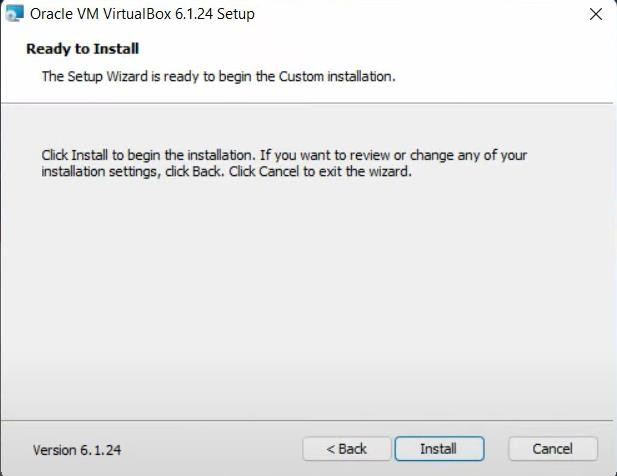 Oracle VM VirtualBox 6.1.24 Setup
Ready to Install
The Setup Wizard is ready to begin the Custom installation.
Click Install to begin the installation. If you want to review or change any of your
installation settings, click Back. Click Cancel to exit the wizard.
Version 6.1.24
< Back
Install
Cancel